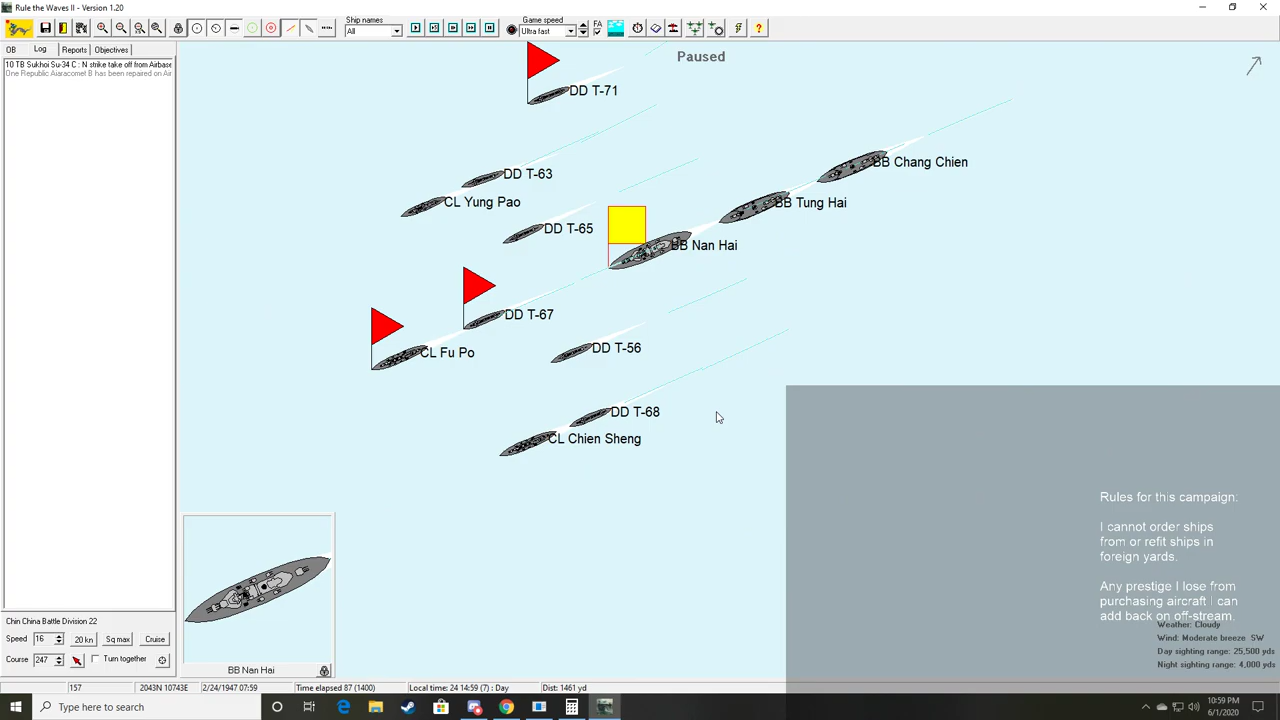 Rule the Waves II - Version 1.20
Ship names
All
FA
Game speed
Ultra fast
OB
Log
Reports
Objectives
10 TB Sukhoi Su-34 C : N strike take off from Airbase
One Republic Aiaracomet B has been repaired on Air
Paused
DD T-71
DD T-63
CL Yung Pao
DD T-65
BB Chang Chien
BB Tung Hai
BB Nan Hai
DD T-67
CL Fu Po
DD T-56
DD T-68
CL Chien Sheng
Rules for this campaign:
I cannot order ships
from or refit ships in
foreign yards.
Any prestige I lose from
purchasing aircraft I can
add back on off-stream.
Weather: Cloudy
Wind: Moderate breeze SW
Day sighting range: 25,500 yds
Night sighting range: 4,000 yds
Chin China Battle Division 22
Speed
16
20 kn
Sq max
Cruise
Course
247
Turn together
BB Nan Hai
157
2043N 10743E
2/24/1947 07:59
Time elapsed 87 (1400)
Local time: 24 14:59 (7) : Day
Dist: 1461 yd
Type here to search
10:59 PM
6/1/2020